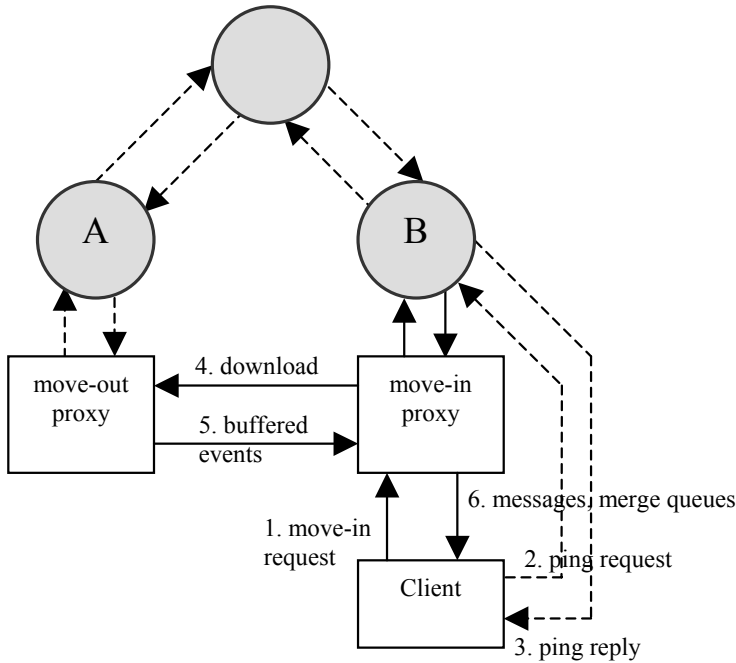 A
B
move-out
proxy
4. download
move-in
proxy
5. buffered
events
6. messages, merge queues
1. move-in
request
2. ping request
Client
3. ping reply